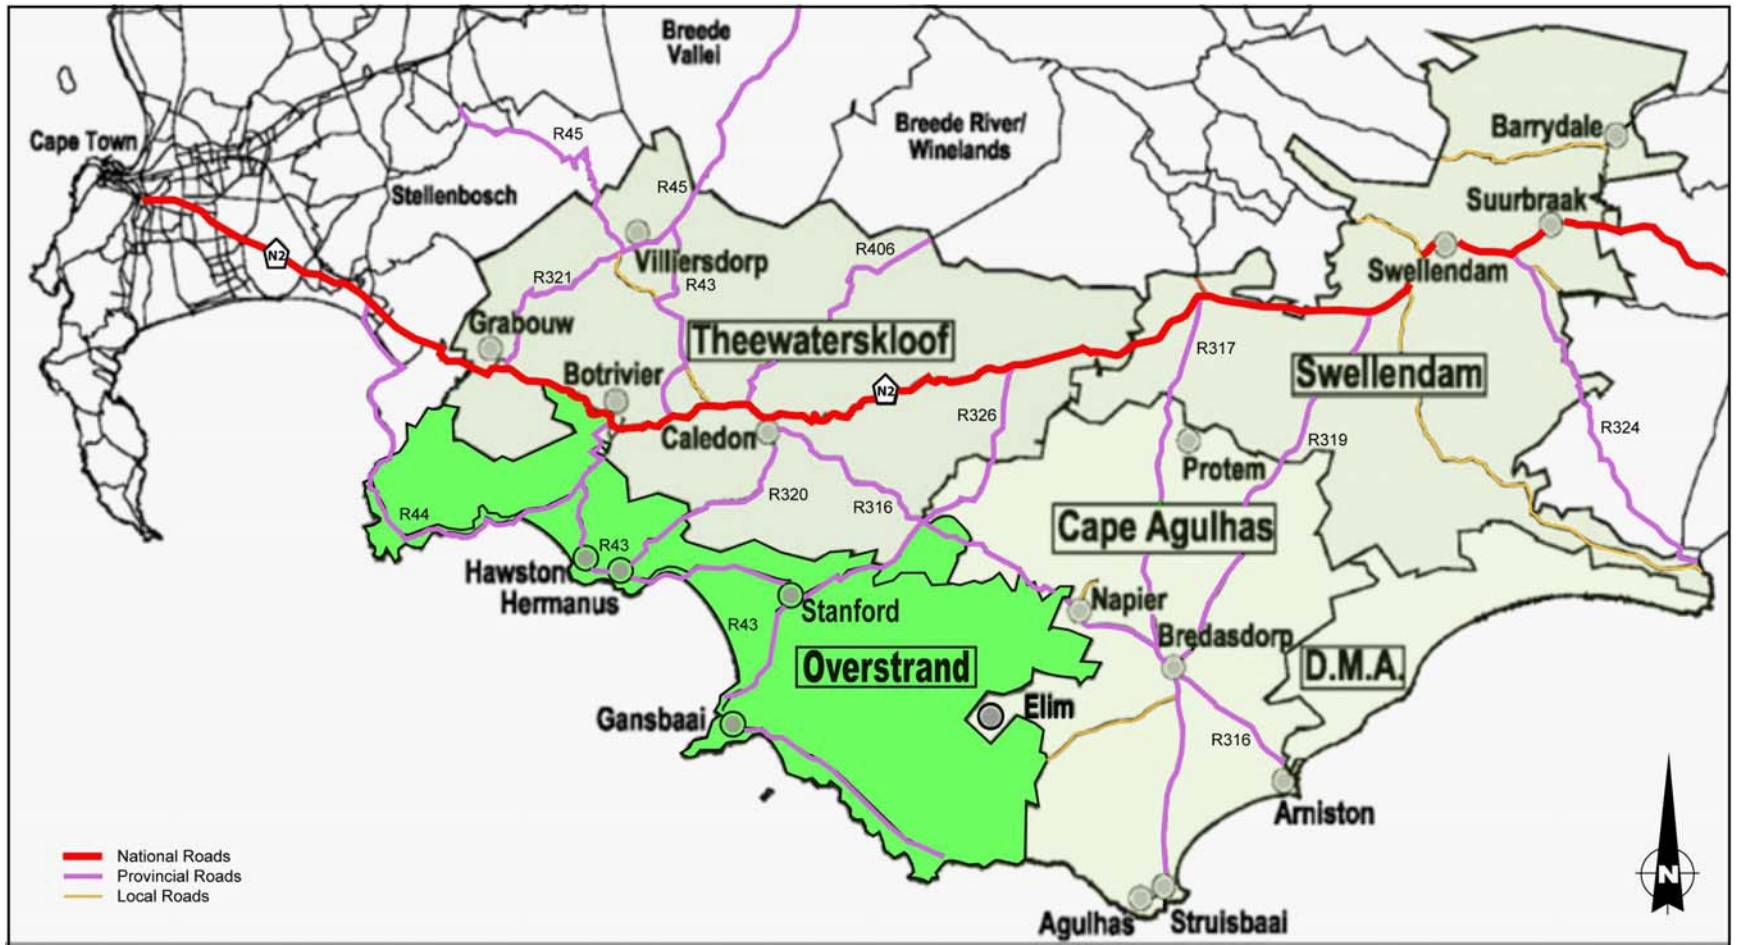 Breede
Vallei
Cape Town
R45
Breede River/
Winelands
Barrydale
Stellenbosch
R45
Suurbraak
N2
Villiersdorp
R406
Swellendam
R321
R43
Grabouw
Theewaterskloof
R317
Botrivier
N2
Swellendam
Caledon
R326
R319
R324
Protem
R320
R316
R44
Cape Agulhas
R43
Hawston
Hermanus
Napier
Stanford
R43
Bredasdorp
Overstrand
D.M.A.
Elim
Gansbaai
R316
Arniston
National Roads
Provincial Roads
Local Roads
N
Agulhas
Struisbaai